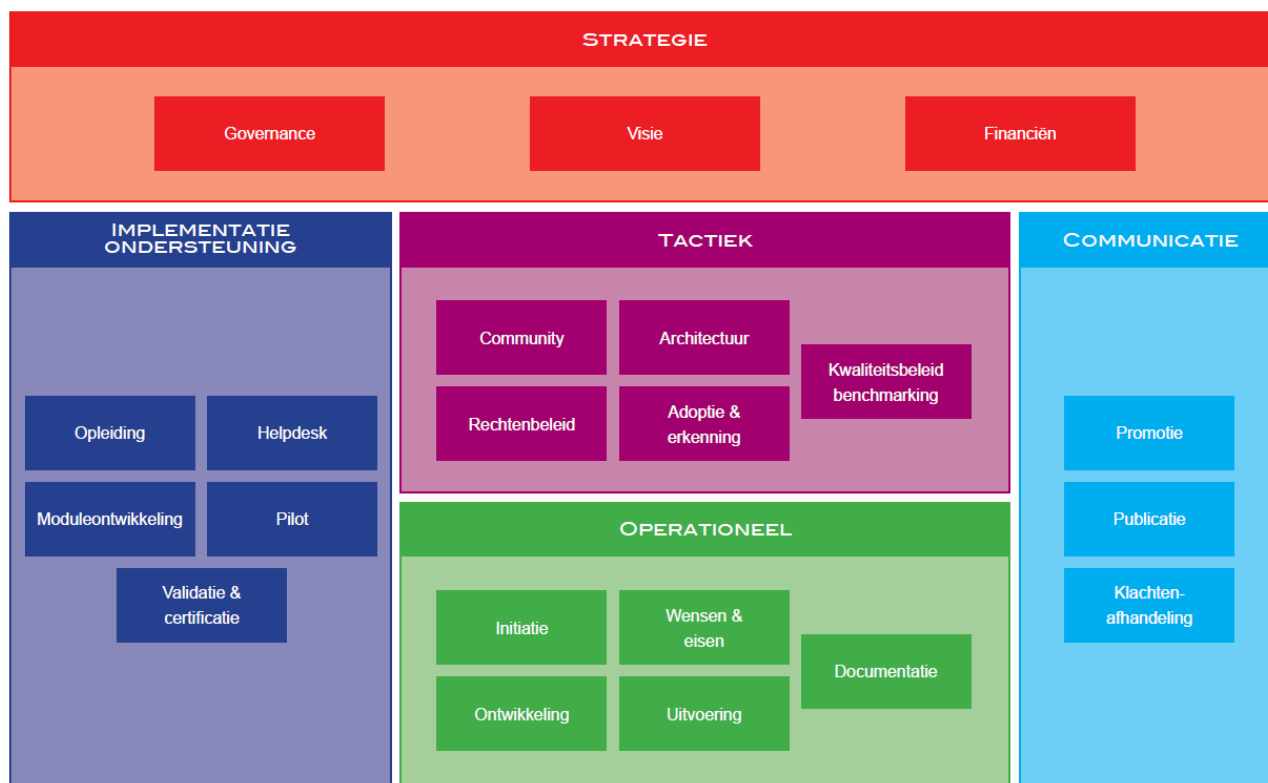 STRATEGIE
Governance
Visie
Financiën
IMPLEMENTATIE
ONDERSTEUNING
Opleiding
Helpdesk
Moduleontwikkeling
Pilot
Validatie &
certificatie
TACTIEK
Community
Architectuur
Kwaliteitsbeleid
benchmarking
Rechtenbeleid
Adoptie &
erkenning
OPERATIONEEL
Initiatie
Wensen &
eisen
Documentatie
Ontwikkeling
Uitvoering
COMMUNICATIE
Promotie
Publicatie
Klachten-
afhandeling